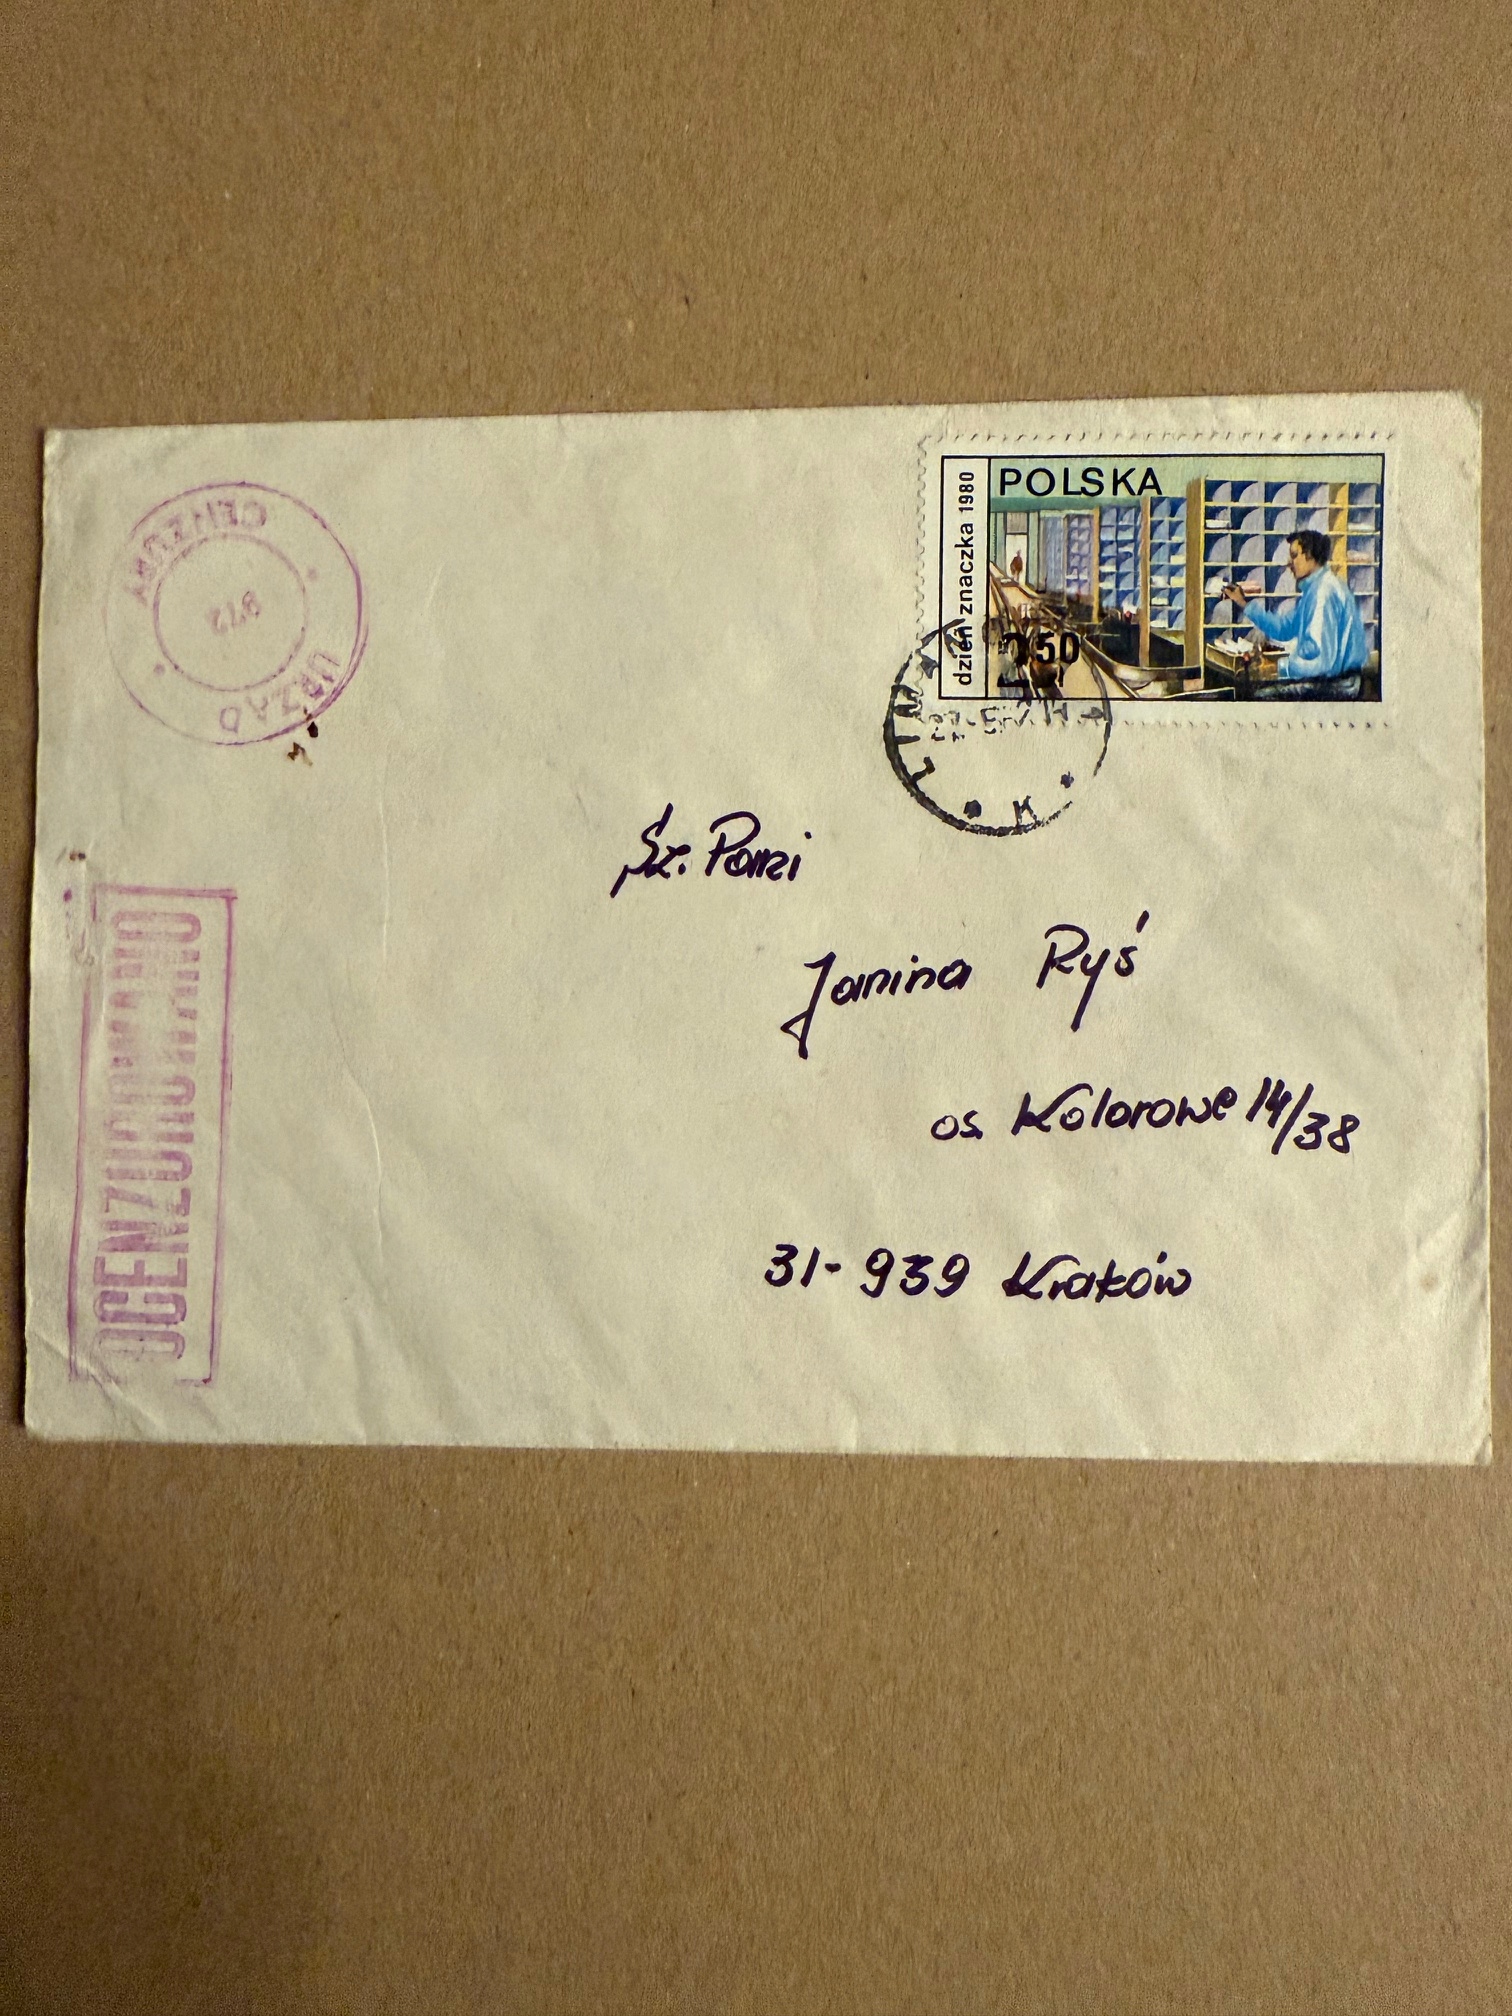 URZĄD CENZURY
972
POLSKA
dzień znaczka 1980
50
Sz. Pani
Janina Ryś
os. Kolorowe 14/38
31-939 Kraków
OCENZUROWANO